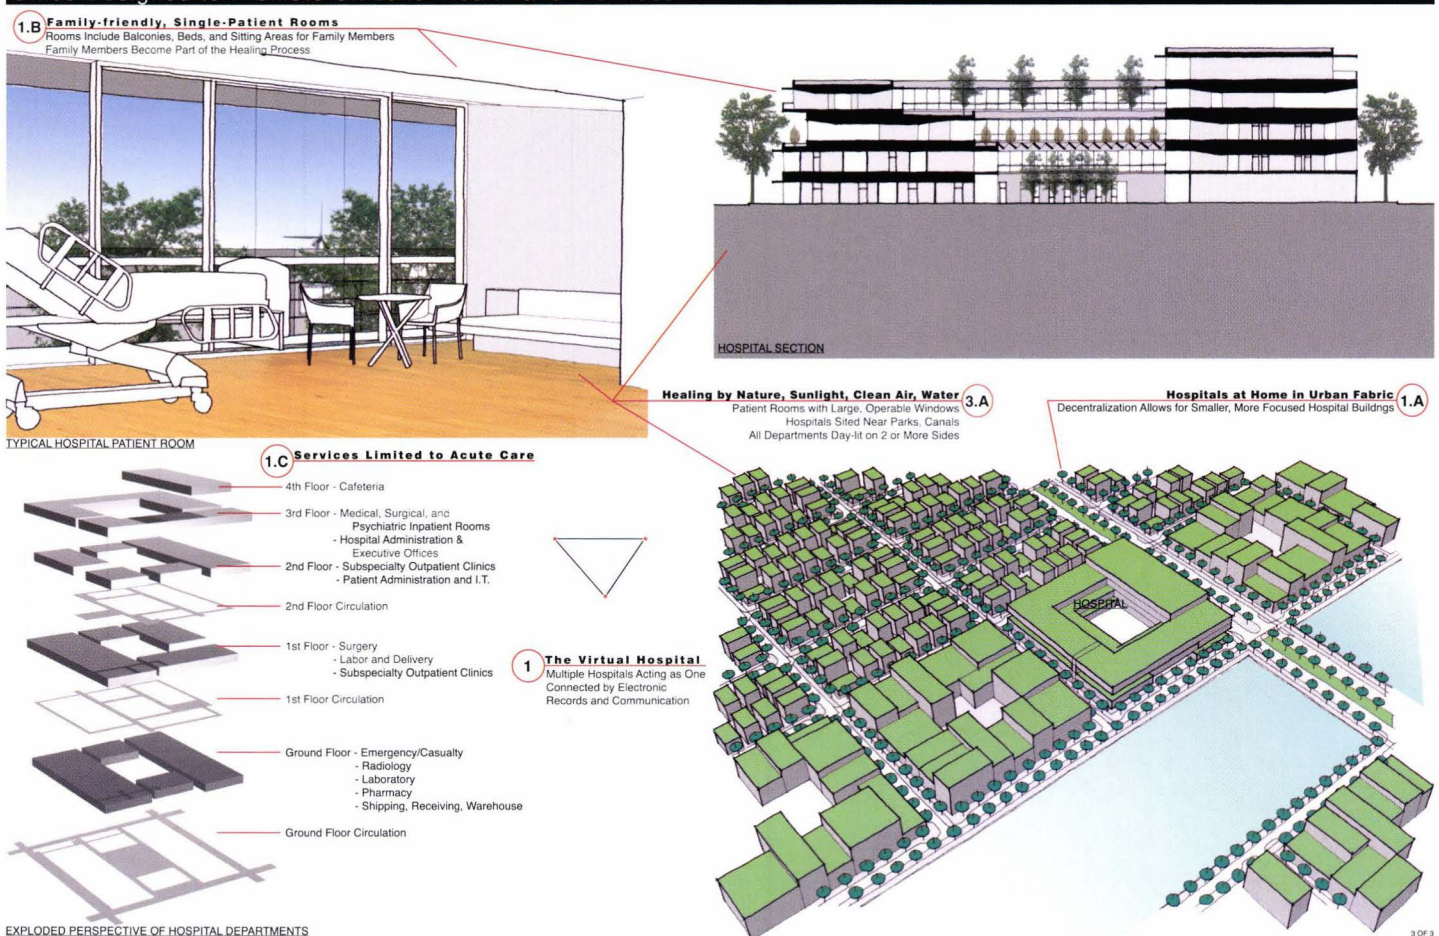 1.B
Family-friendly, Single-Patient Rooms
Rooms Include Balconies, Beds, and Sitting Areas for Family Members
Family Members Become Part of the Healing Process
HOSPITAL SECTION
TYPICAL HOSPITAL PATIENT ROOM
Healing by Nature, Sunlight, Clean Air, Water
3.A
Patient Rooms with Large, Operable Windows
Hospitals Sited Near Parks, Canals
All Departments Day-lit on 2 or More Sides
Hospitals at Home in Urban Fabric
1.A
Decentralization Allows for Smaller, More Focused Hospital Buildngs
1.C
Services Limited to Acute Care
4th Floor - Cafeteria
3rd Floor - Medical, Surgical, and
Psychiatric Inpatient Rooms
- Hospital Administration &
Executive Offices
2nd Floor - Subspecialty Outpatient Clinics
- Patient Administration and I.T.
2nd Floor Circulation
1st Floor - Surgery
- Labor and Delivery
- Subspecialty Outpatient Clinics
1st Floor Circulation
Ground Floor - Emergency/Casualty
- Radiology
- Laboratory
- Pharmacy
- Shipping, Receiving, Warehouse
Ground Floor Circulation
EXPLODED PERSPECTIVE OF HOSPITAL DEPARTMENTS
1
The Virtual Hospital
Multiple Hospitals Acting as One
Connected by Electronic
Records and Communication
HOSPITAL
3 OF 3